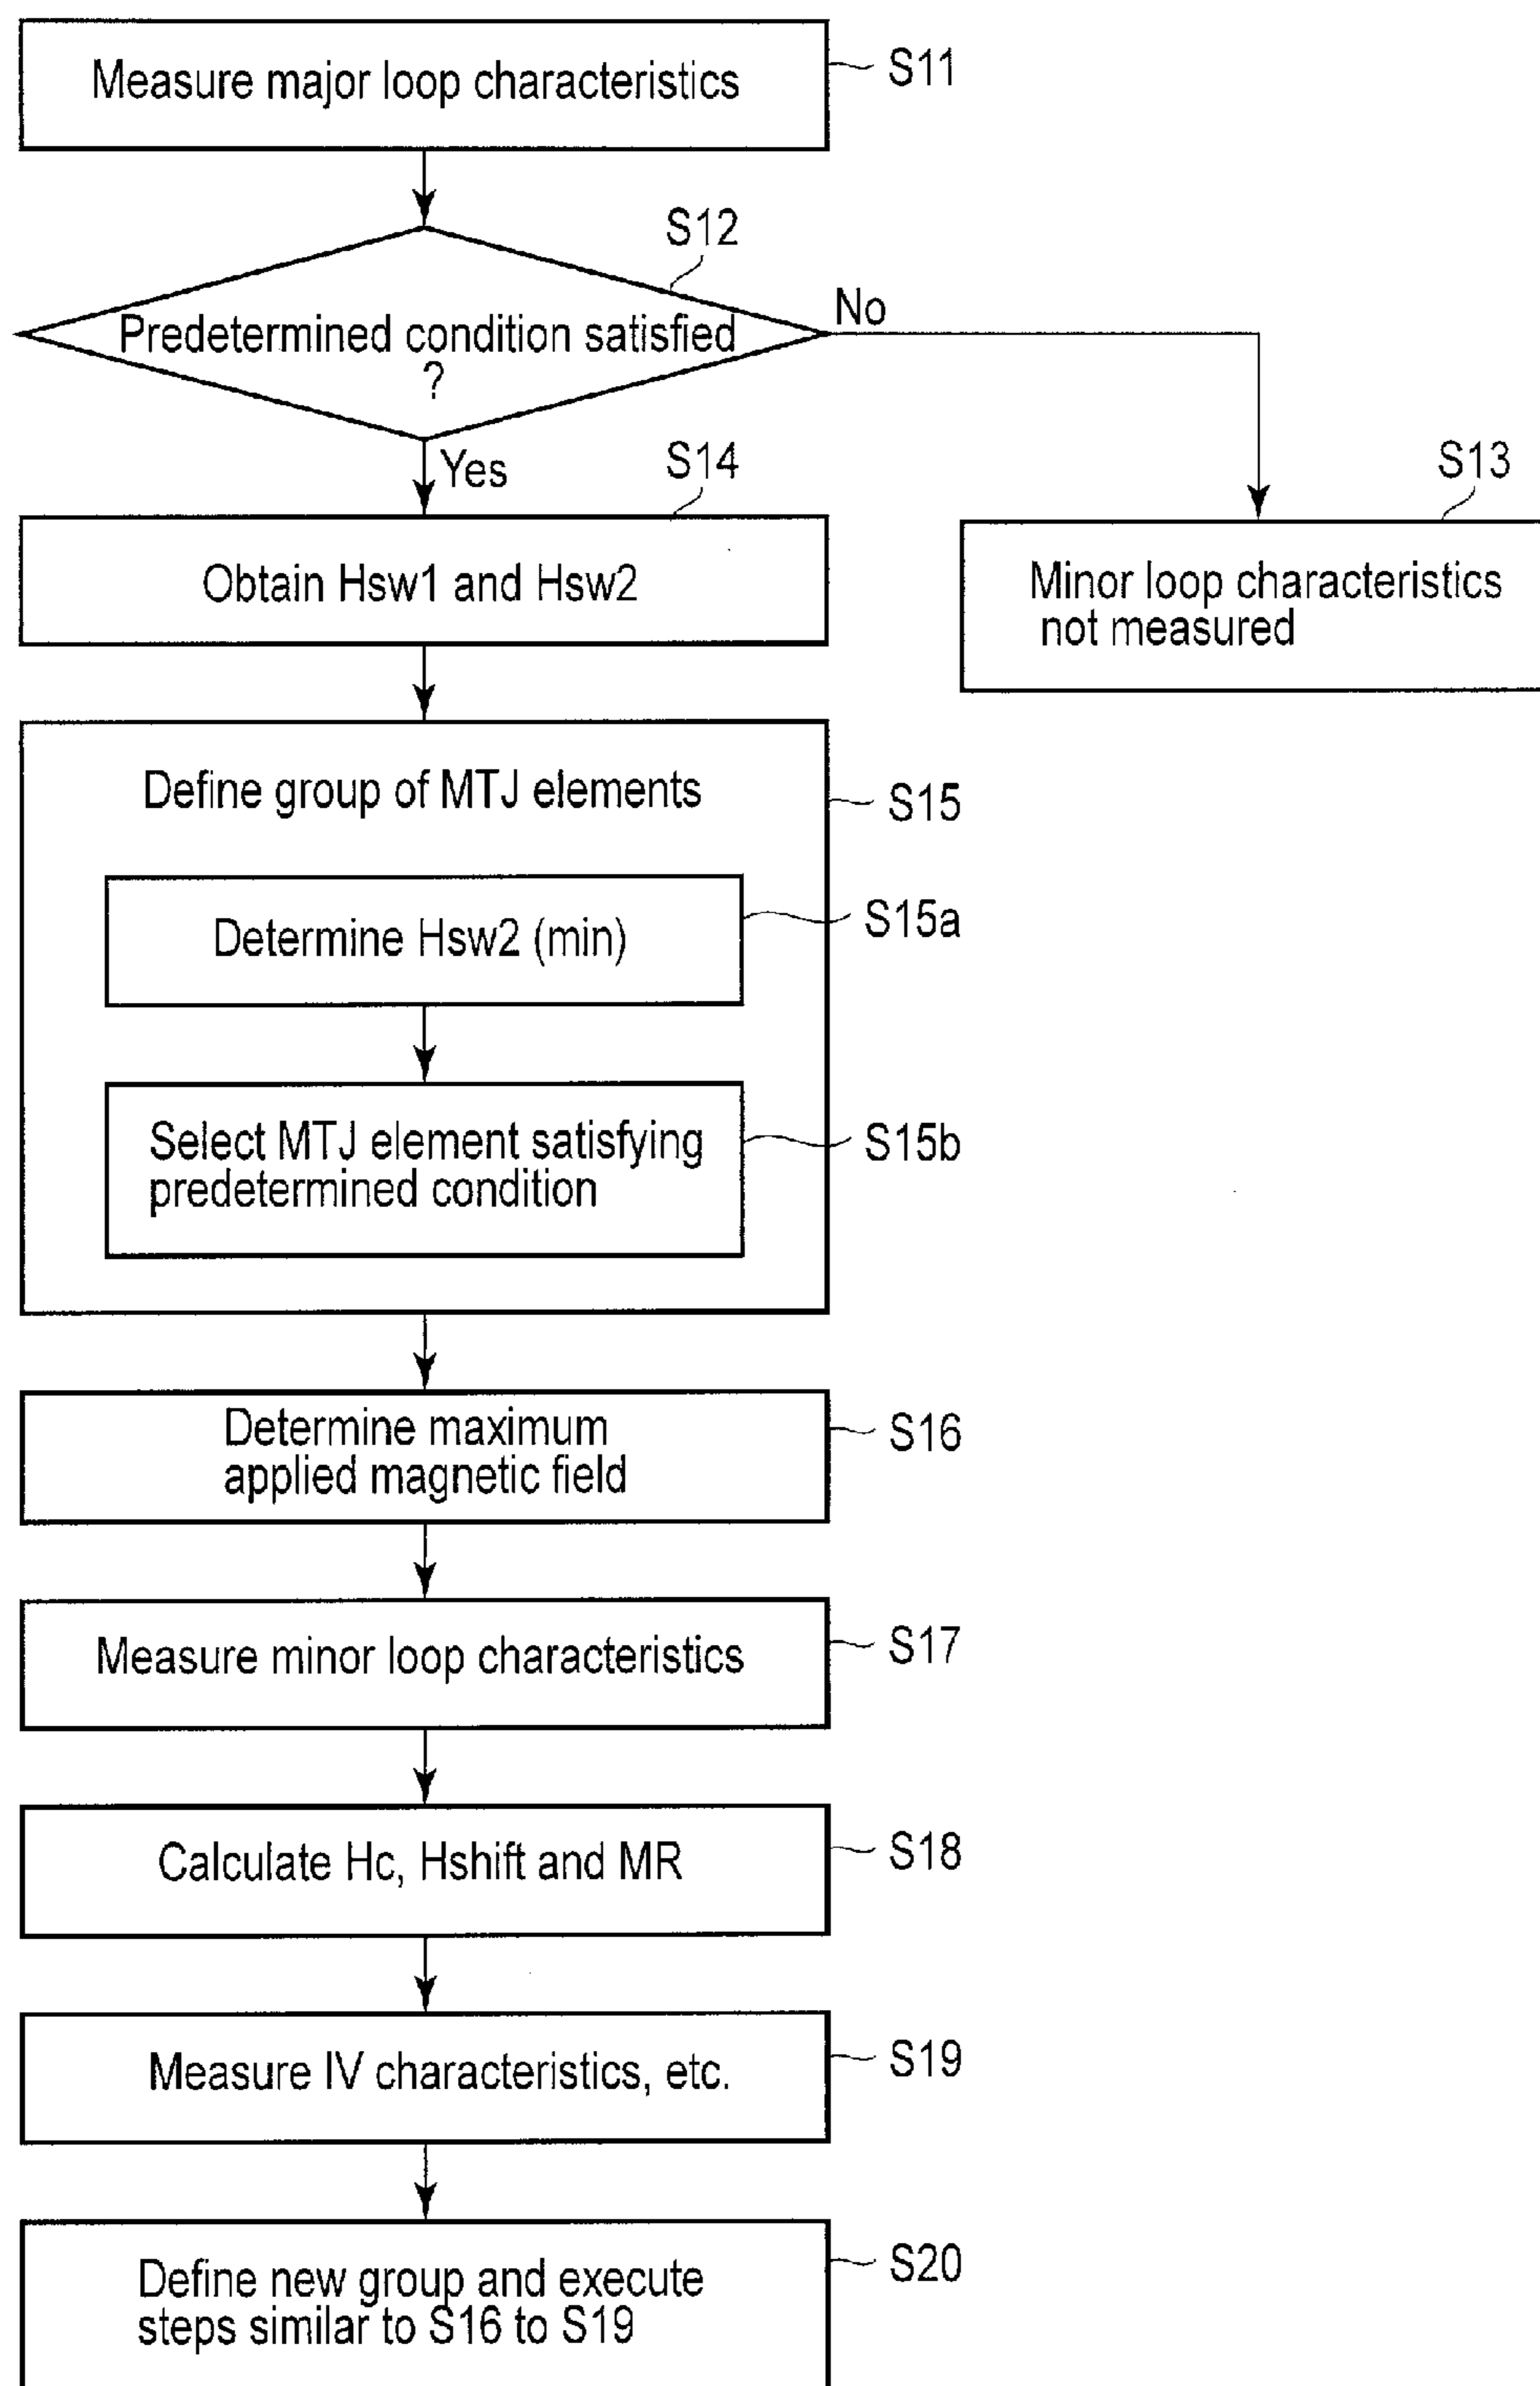 Measure major loop characteristics
S11
S12
Predetermined condition satisfied
?
No
Yes
S14
S13
Obtain Hsw1 and Hsw2
Minor loop characteristics
not measured
Define group of MTJ elements
S15
Determine Hsw2 (min)
S15a
Select MTJ element satisfying
predetermined condition
S15b
Determine maximum
applied magnetic field
S16
Measure minor loop characteristics
S17
Calculate Hc, Hshift and MR
S18
Measure IV characteristics, etc.
S19
Define new group and execute
steps similar to S16 to S19
S20